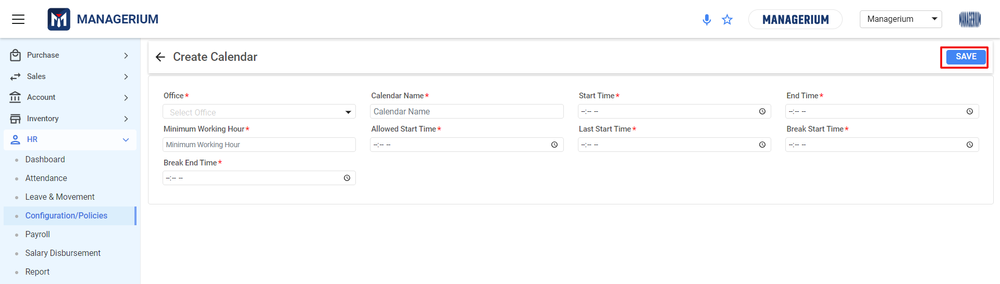 MANAGERIUM
MANAGERIUM
Managerium
MANAGERIUM
Purchase
Sales
Account
Inventory
HR
Dashboard
Attendance
Leave & Movement
Configuration/Policies
Payroll
Salary Disbursement
Report
Create Calendar
SAVE
Office*
Calendar Name*
Start Time*
End Time*
Select Office
Calendar Name
--:-- --
--:-- --
Minimum Working Hour*
Allowed Start Time*
Last Start Time*
Break Start Time*
Minimum Working Hour
--:-- --
--:-- --
--:-- --
Break End Time*
--:-- --